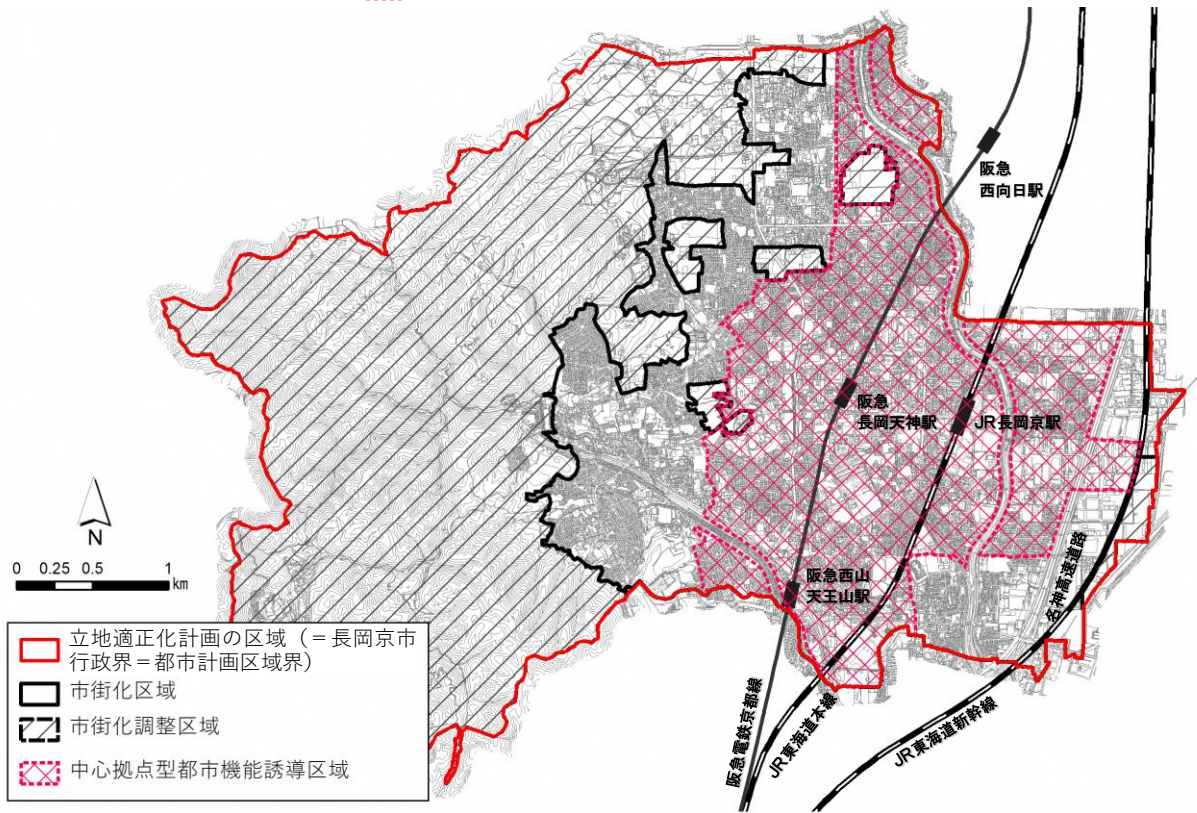 阪急
西向日駅
阪急
長岡天神駅
JR長岡京駅
阪急西山
天王山駅
名神高速道路
阪急電鉄京都線
JR東海道本線
JR東海道新幹線
N
0 0.25 0.5 1
km
立地適正化計画の区域（＝長岡京市
行政界＝都市計画区域界）
市街化区域
市街化調整区域
中心拠点型都市機能誘導区域